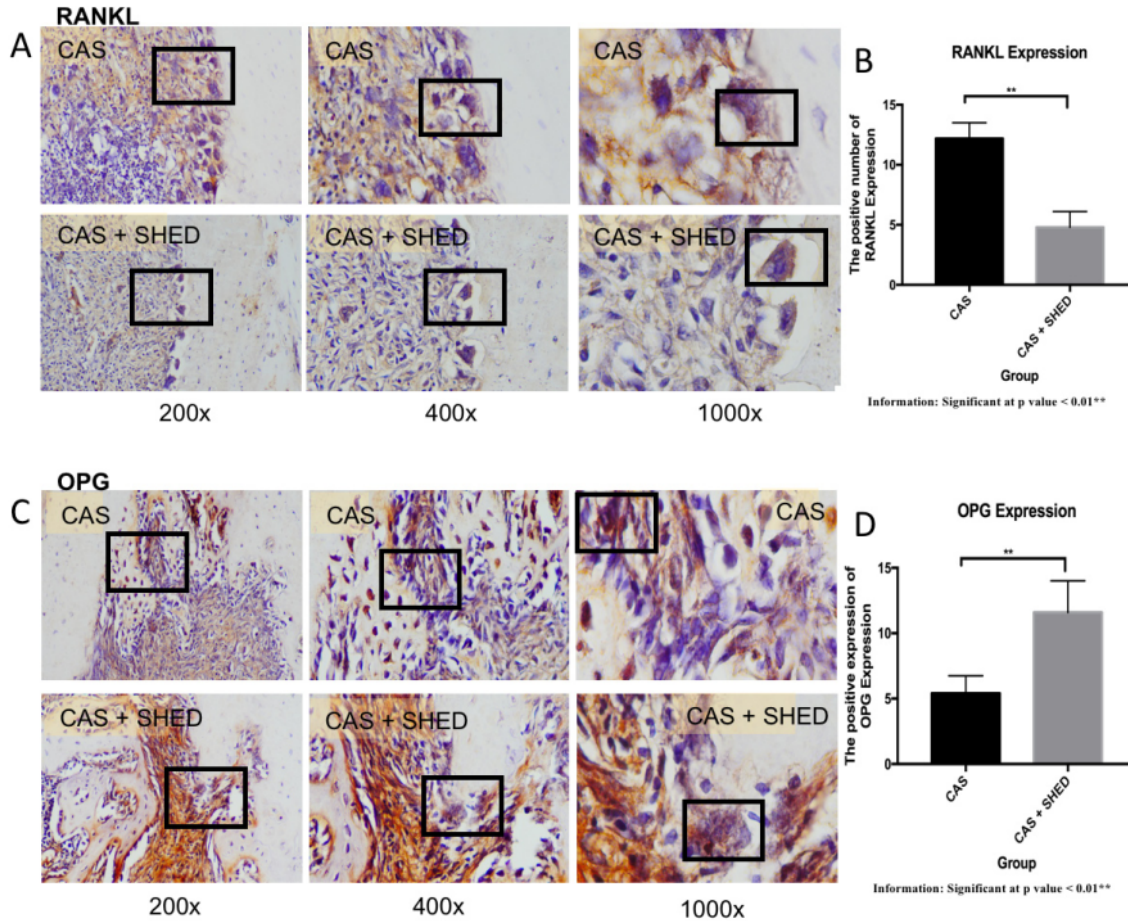 RANKL
A
CAS
CAS
CAS
CAS + SHED
CAS + SHED
CAS + SHED
200x
400x
1000x
B
RANKL Expression
**
The positive number of
RANKL Expression
15
10
5
0
CAS
CAS + SHED
Group
Information: Significant at p value < 0.01**
OPG
C
CAS
CAS
CAS
CAS + SHED
CAS + SHED
CAS + SHED
200x
400x
1000x
D
OPG Expression
**
The positive expression of
OPG Expression
15
10
5
0
CAS
CAS + SHED
Group
Information: Significant at p value < 0.01**